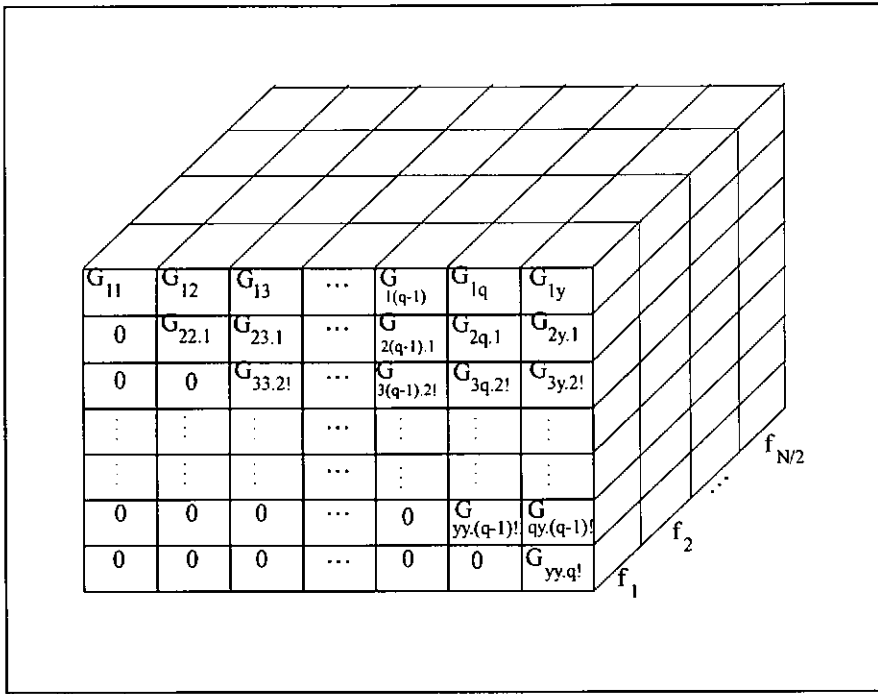 G11 G12 G13 ... G1(q-1) G1q G1y
0 G22.1 G23.1 ... G2(q-1).1 G2q.1 G2y.1
0 0 G33.2! ... G3(q-1).2! G3q.2! G3y.2!
⋮ ⋮ ⋮ ... ⋮ ⋮ ⋮
⋮ ⋮ ⋮ ... ⋮ ⋮ ⋮
0 0 0 ... 0 Gyy.(q-1)! Gqy.(q-1)!
0 0 0 ... 0 0 Gyy.q!
f1
f2
...
fN/2